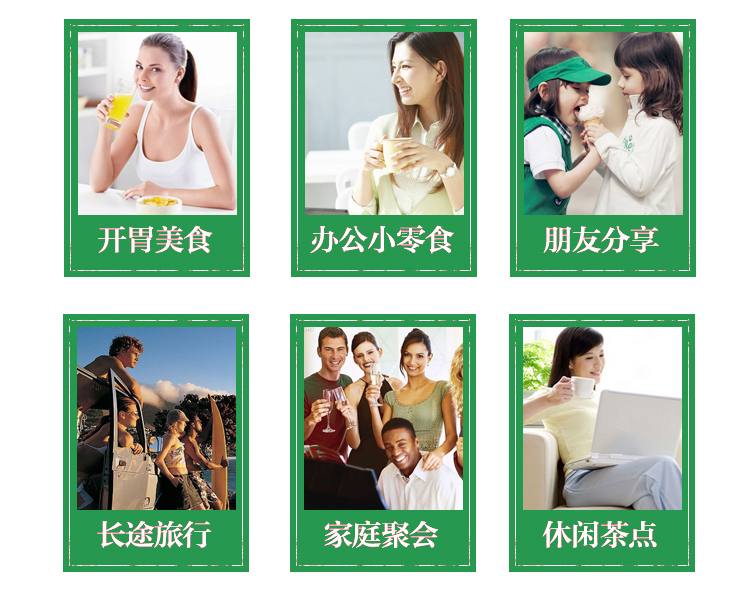 开胃美食
办公小零食
朋友分享
长途旅行
家庭聚会
休闲茶点